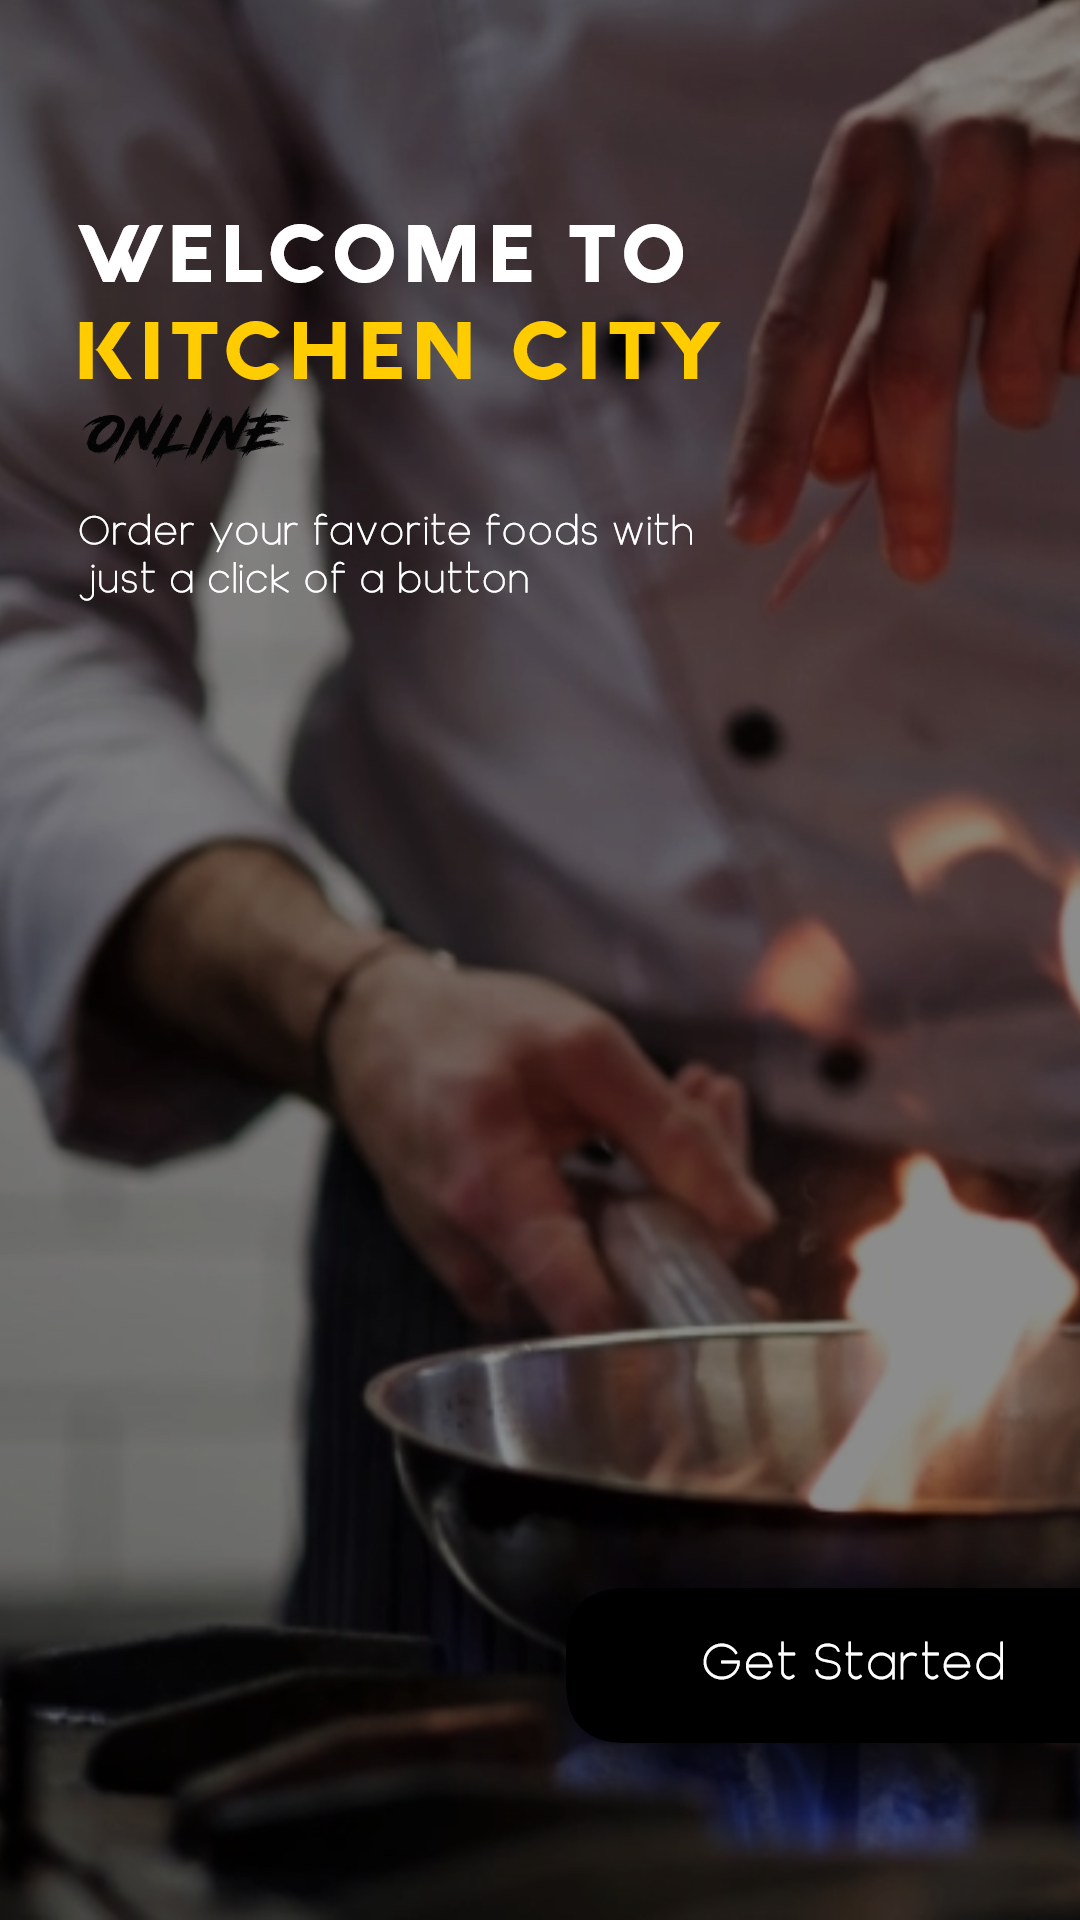 WELCOME TO
KITCHEN CITY
ONLINE
Order your favorite foods with
just a click of a button
Get Started